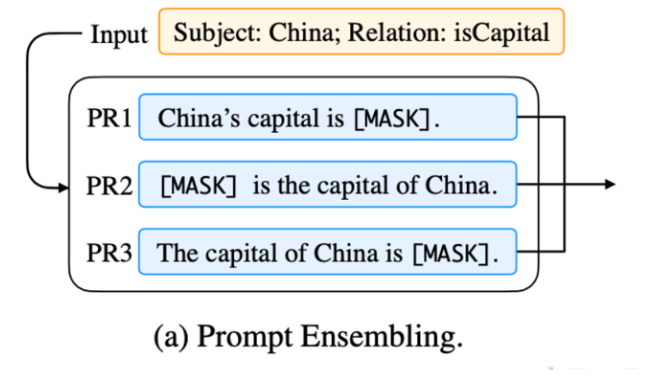 Input Subject: China; Relation: isCapital
PR1 China's capital is [MASK].
PR2 [MASK] is the capital of China.
PR3 The capital of China is [MASK].
(a) Prompt Ensembling.